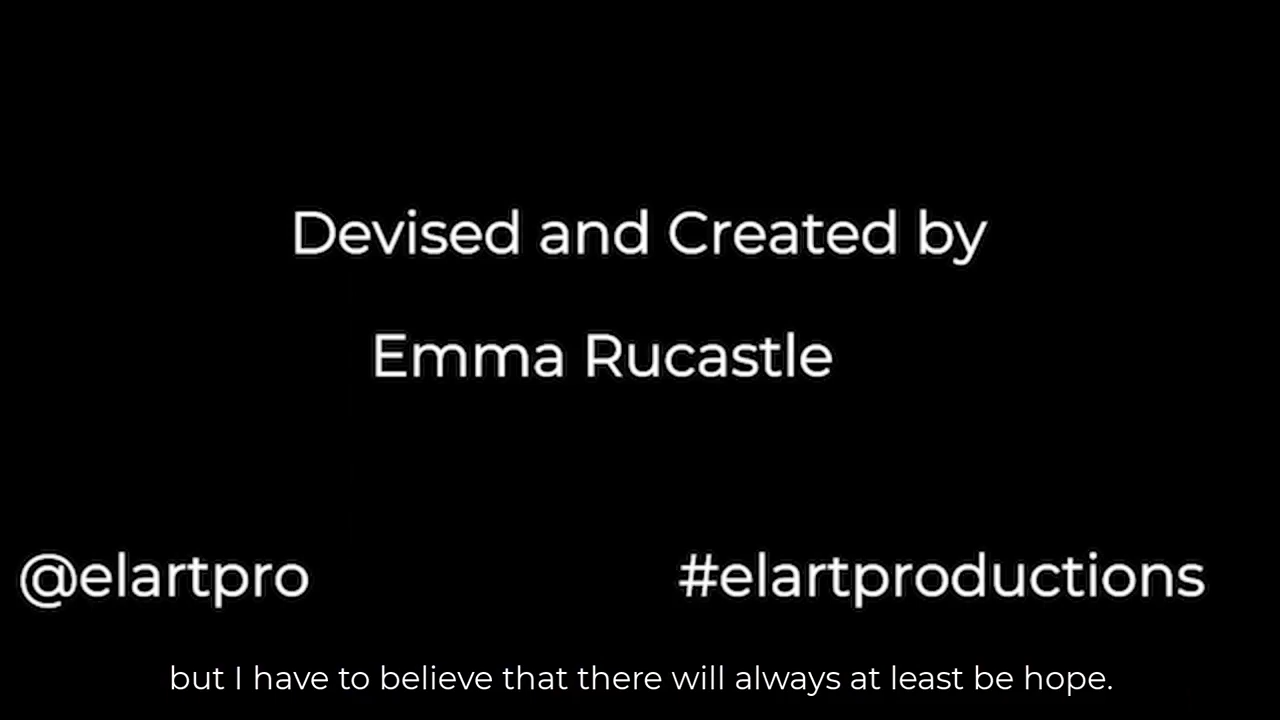 Devised and Created by
Emma Rucastle
@elartpro #elartproductions
but I have to believe that there will always at least be hope.